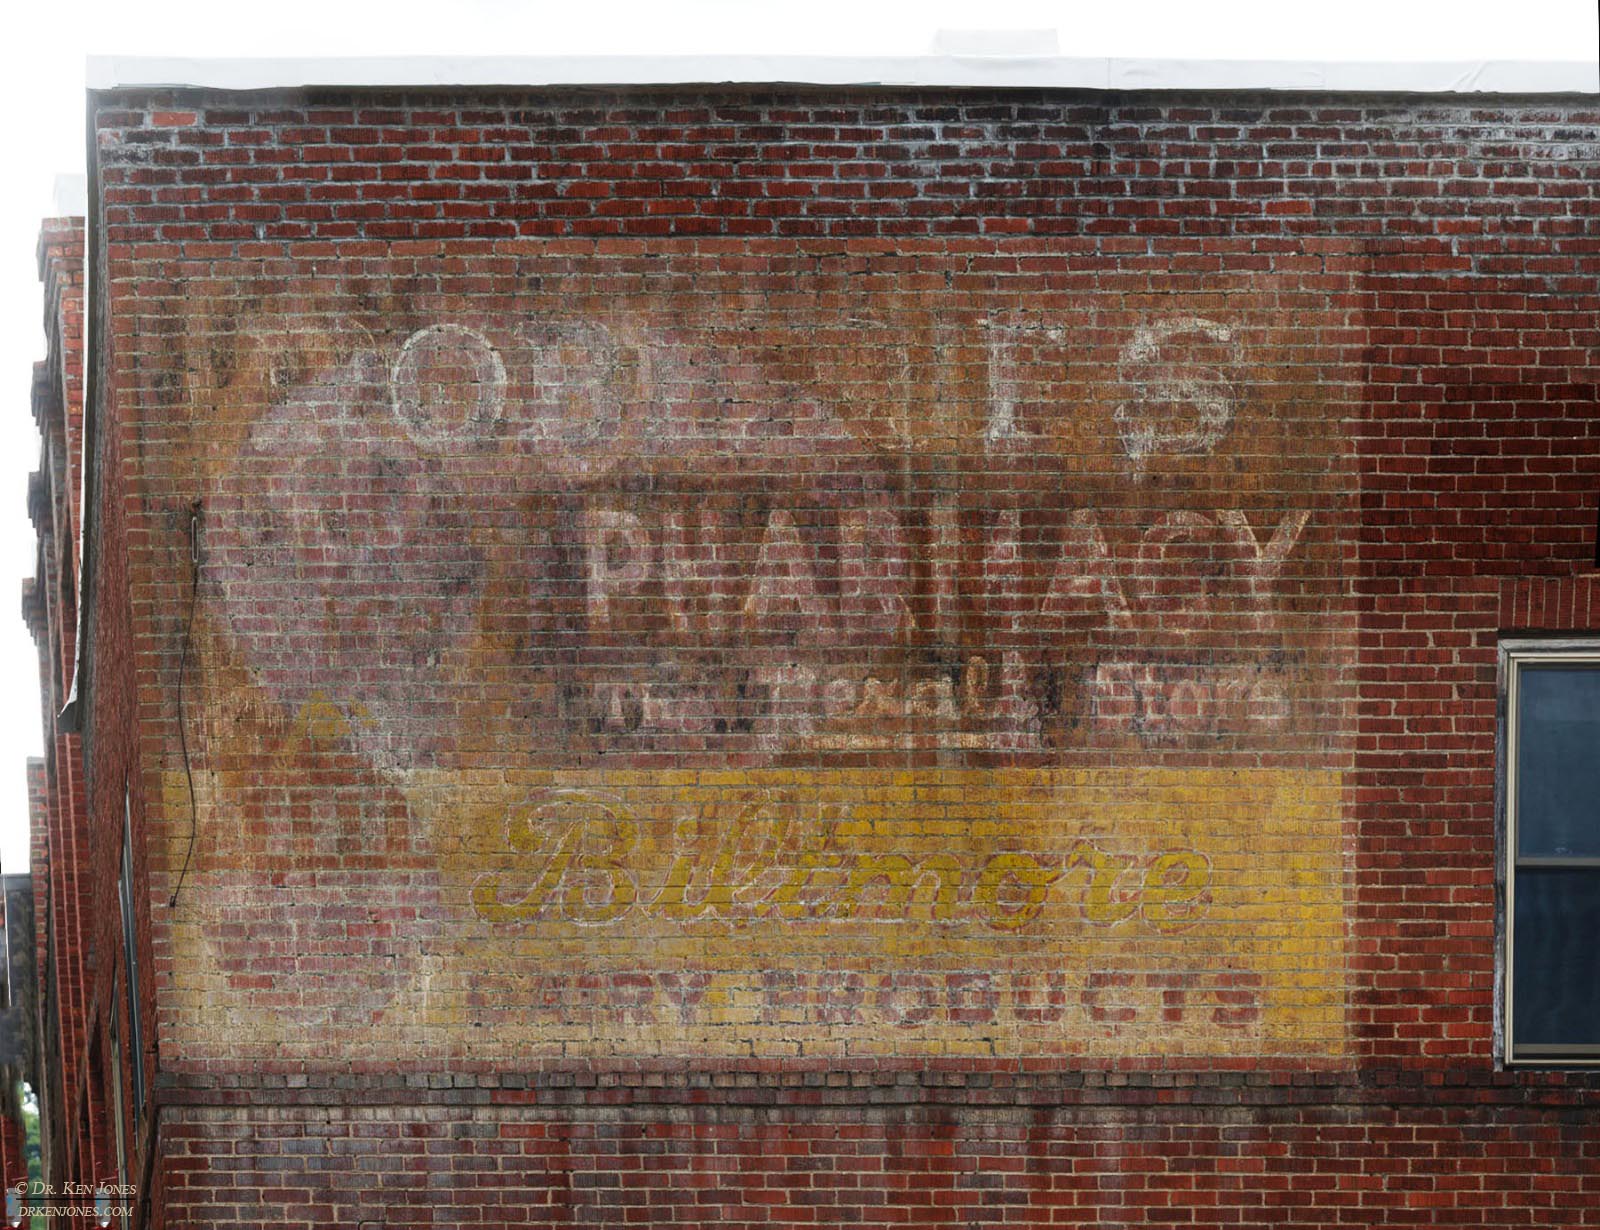 PHARMACY
The Rexall Store
Biltmore
DAIRY PRODUCTS
© DR. KEN JONES
DRKENJONES.COM